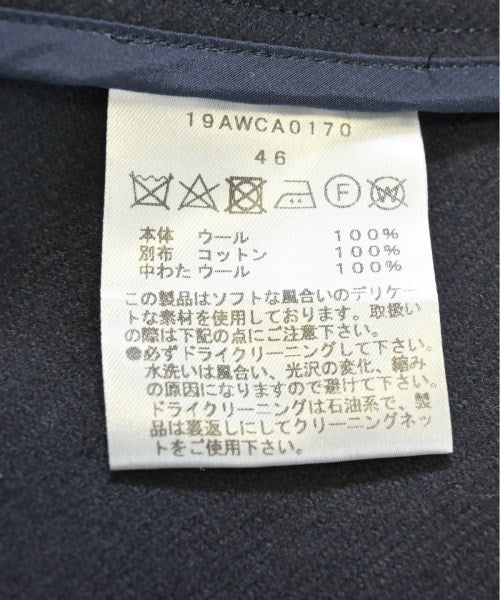 19AWCA0170
46
F W
本体 ウール 100%
別布 コットン 100%
中わた ウール 100%
この製品はソフトな風合いのデリケー
トな素材を使用しております。取扱い
の際は下記の点にご注意下さい。
●必ずドライクリーニングして下さい。
水洗いは風合い、光沢の変化、縮み
の原因になりますので避けて下さい。
ドライクリーニングは石油系で、製
品は裏返しにしてクリーニングネッ
トをご使用下さい。